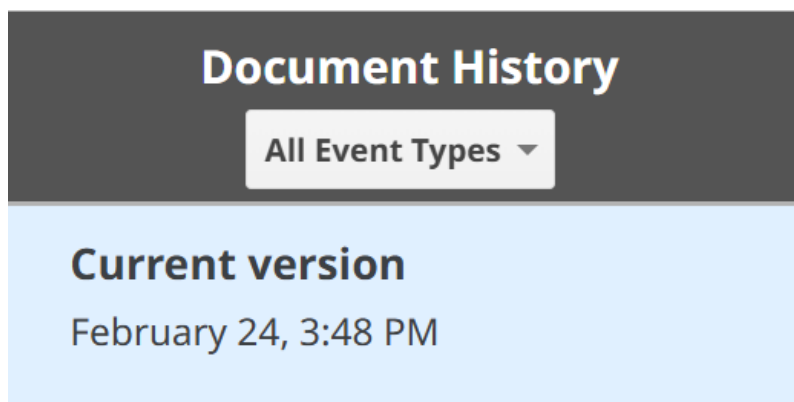 Document History
All Event Types
Current version
February 24, 3:48 PM